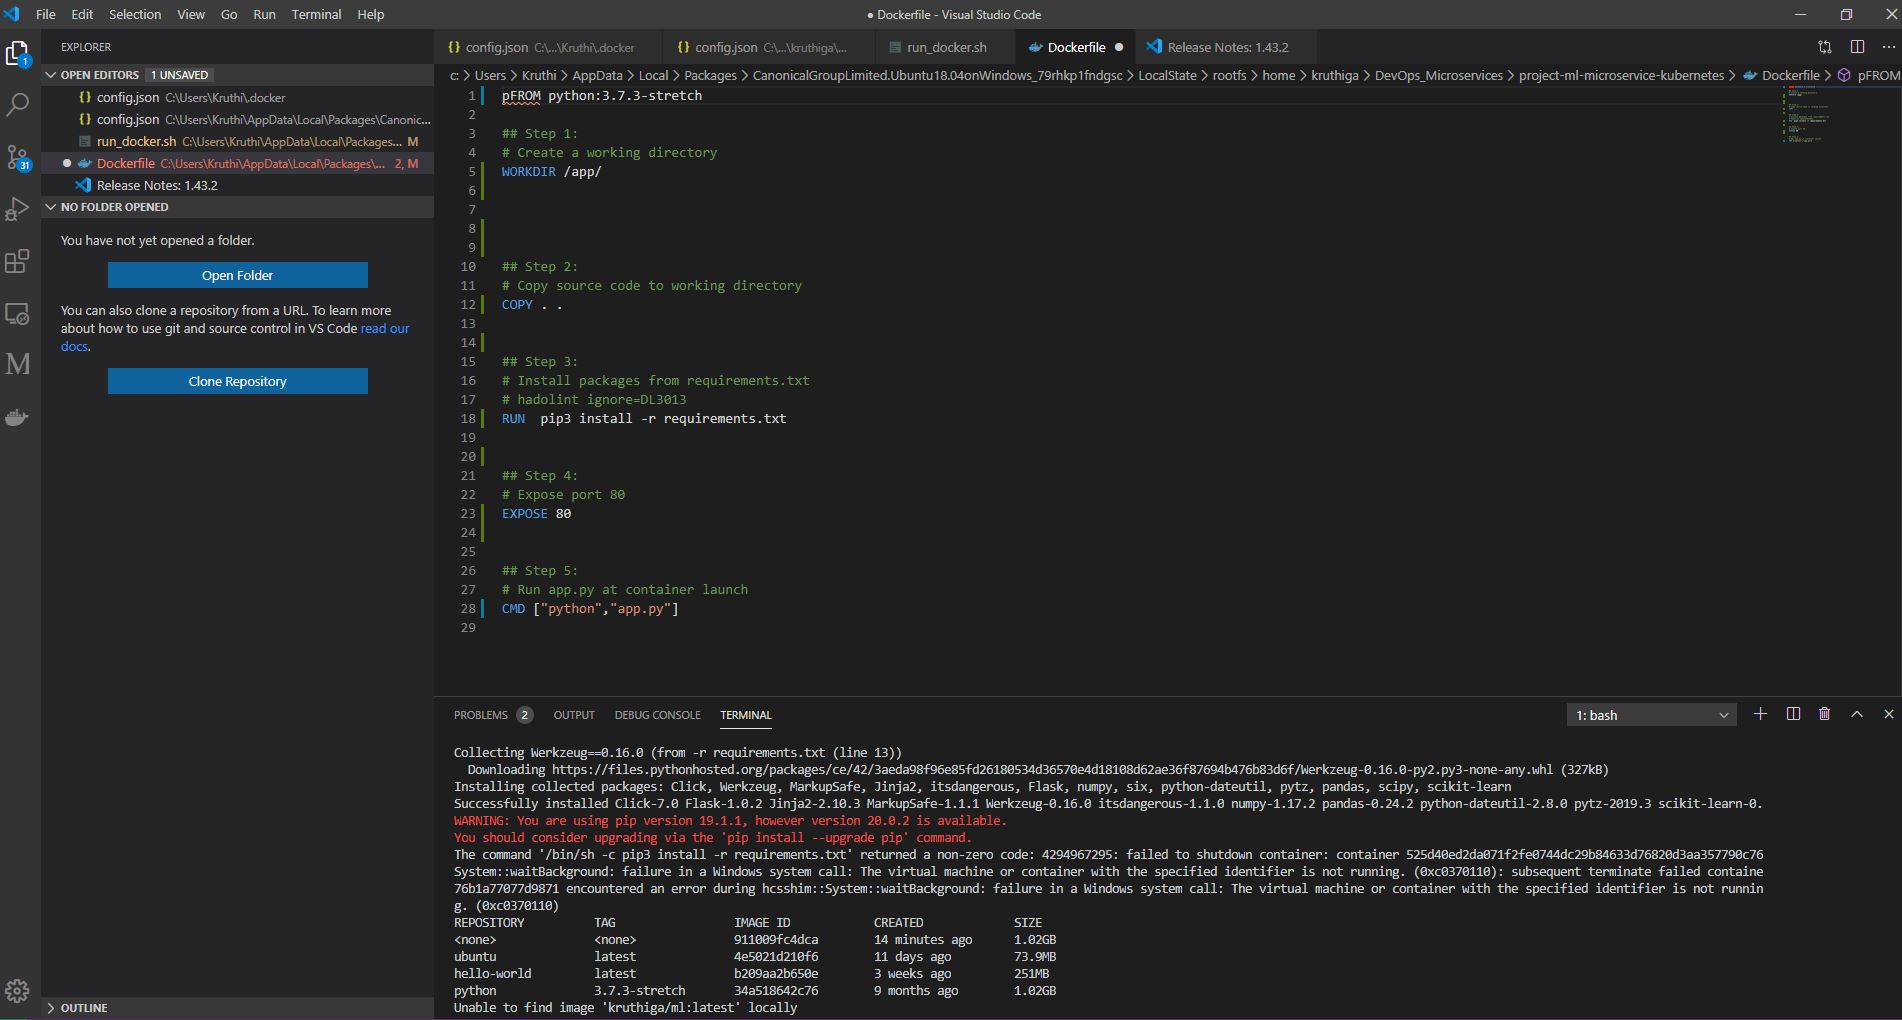 File Edit Selection View Go Run Terminal Help
● Dockerfile - Visual Studio Code
EXPLORER
OPEN EDITORS 1 UNSAVED
{} config.json C:\Users\Kruthi\.docker
{} config.json C:\Users\Kruthi\AppData\Local\Packages\Canonic...
run_docker.sh C:\Users\Kruthi\AppData\Local\Packages... M
● Dockerfile C:\Users\Kruthi\AppData\Local\Packages\... 2, M
Release Notes: 1.43.2
NO FOLDER OPENED
You have not yet opened a folder.
Open Folder
You can also clone a repository from a URL. To learn more
about how to use git and source control in VS Code read our
docs.
Clone Repository
OUTLINE
1
31
M
{} config.json C:\...\Kruthi\.docker
{} config.json C:\...\kruthiga\...
run_docker.sh
Dockerfile ●
Release Notes: 1.43.2
c: > Users > Kruthi > AppData > Local > Packages > CanonicalGroupLimited.Ubuntu18.04onWindows_79rhkp1fndgsc > LocalState > rootfs > home > kruthiga > DevOps_Microservices > project-ml-microservice-kubernetes > Dockerfile > pFROM
1 pFROM python:3.7.3-stretch
2
3 ## Step 1:
4 # Create a working directory
5 WORKDIR /app/
6
7
8
9
10 ## Step 2:
11 # Copy source code to working directory
12 COPY . .
13
14
15 ## Step 3:
16 # Install packages from requirements.txt
17 # hadolint ignore=DL3013
18 RUN  pip3 install -r requirements.txt
19
20
21 ## Step 4:
22 # Expose port 80
23 EXPOSE 80
24
25
26 ## Step 5:
27 # Run app.py at container launch
28 CMD ["python","app.py"]
29
PROBLEMS 2 OUTPUT DEBUG CONSOLE TERMINAL
1: bash
Collecting Werkzeug==0.16.0 (from -r requirements.txt (line 13))
Downloading https://files.pythonhosted.org/packages/ce/42/3aeda98f96e85fd26180534d36570e4d18108d62ae36f87694b476b83d6f/Werkzeug-0.16.0-py2.py3-none-any.whl (327kB)
Installing collected packages: Click, Werkzeug, MarkupSafe, Jinja2, itsdangerous, Flask, numpy, six, python-dateutil, pytz, pandas, scipy, scikit-learn
Successfully installed Click-7.0 Flask-1.0.2 Jinja2-2.10.3 MarkupSafe-1.1.1 Werkzeug-0.16.0 itsdangerous-1.1.0 numpy-1.17.2 pandas-0.24.2 python-dateutil-2.8.0 pytz-2019.3 scikit-learn-0.
WARNING: You are using pip version 19.1.1, however version 20.0.2 is available.
You should consider upgrading via the 'pip install --upgrade pip' command.
The command '/bin/sh -c pip3 install -r requirements.txt' returned a non-zero code: 4294967295: failed to shutdown container: container 525d40ed2da071f2fe0744dc29b84633d76820d3aa357790c76
System::waitBackground: failure in a Windows system call: The virtual machine or container with the specified identifier is not running. (0xc0370110): subsequent terminate failed containe
76b1a77077d9871 encountered an error during hcsshim::System::waitBackground: failure in a Windows system call: The virtual machine or container with the specified identifier is not runnin
g. (0xc0370110)
REPOSITORY TAG IMAGE ID CREATED SIZE
<none> <none> 911009fc4dca 14 minutes ago 1.02GB
ubuntu latest 4e5021d210f6 11 days ago 73.9MB
hello-world latest b209aa2b650e 3 weeks ago 251MB
python 3.7.3-stretch 34a518642c76 9 months ago 1.02GB
Unable to find image 'kruthiga/ml:latest' locally